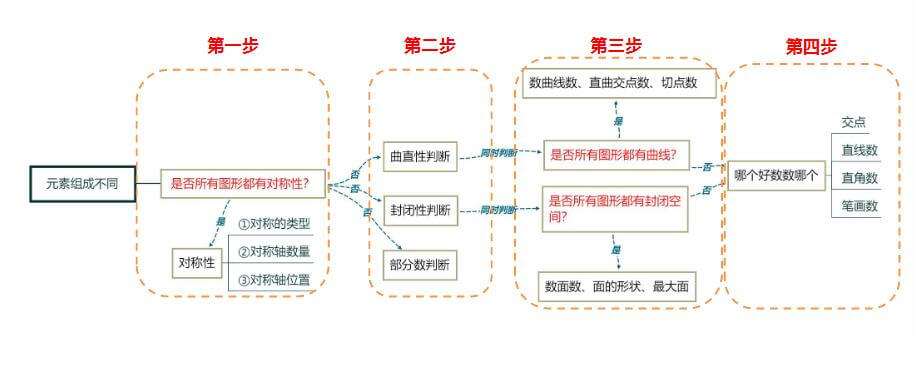 第一步
第二步
第三步
第四步
元素组成不同
是否所有图形都有对称性?
是
对称性
①对称的类型
②对称轴数量
③对称轴位置
否
否
否
曲直性判断
封闭性判断
部分数判断
同时判断
同时判断
数曲线数、直曲交点数、切点数
是
是否所有图形都有曲线?
是否所有图形都有封闭空
间?
是
数面数、面的形状、最大面
否
否
哪个好数数哪个
交点
直线数
直角数
笔画数